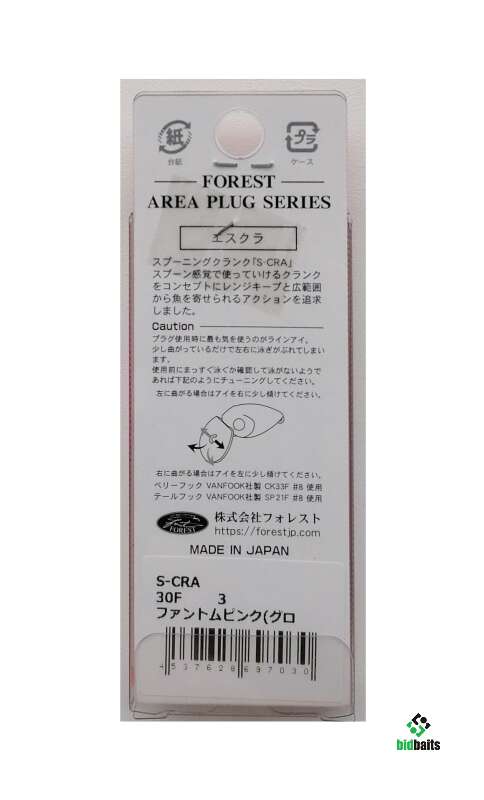 紙
台紙
プラ
ケース
FOREST
AREA PLUG SERIES
エスクラ
スプーニングクランク「S-CRA」
スプーン感覚で使っていけるクランク
をコンセプトにレンジキープと広範囲
から魚を寄せられるアクションを追求
しました。
Caution
プラグ使用時に最も気を使うのがラインアイ。
少し曲がっているだけで左右に泳ぎがぶれてしまい
ます。
使用前にまっすぐ泳ぐか確認して泳がないようで
あれば下記のようにチューニングしてください。
左に曲がる場合はアイを右に少し傾けてください。
右に曲がる場合はアイを左に少し傾けてください。
ベリーフック VANFOOK社製 CK33F #8 使用
テールフック VANFOOK社製 SP21F #8 使用
FOREST
株式会社フォレスト
https://forestjp.com/
MADE IN JAPAN
S-CRA
30F 3
ファントムピンク(グロ
4537628697030
bidbaits